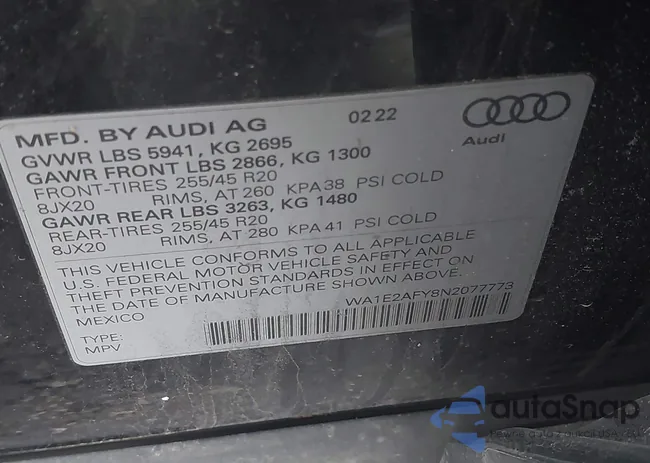 MFD. BY AUDI AG 02 22
Audi
GVWR LBS 5941, KG 2695
GAWR FRONT LBS 2866, KG 1300
FRONT-TIRES 255/45 R20
8JX20 RIMS, AT 260 KPA 38 PSI COLD
GAWR REAR LBS 3263, KG 1480
REAR-TIRES 255/45 R20
8JX20 RIMS, AT 280 KPA 41 PSI COLD
THIS VEHICLE CONFORMS TO ALL APPLICABLE
U.S. FEDERAL MOTOR VEHICLE SAFETY AND
THEFT PREVENTION STANDARDS IN EFFECT ON
THE DATE OF MANUFACTURE SHOWN ABOVE.
MEXICO WA1E2AFY8N2077773
TYPE:
MPV
autaSnap